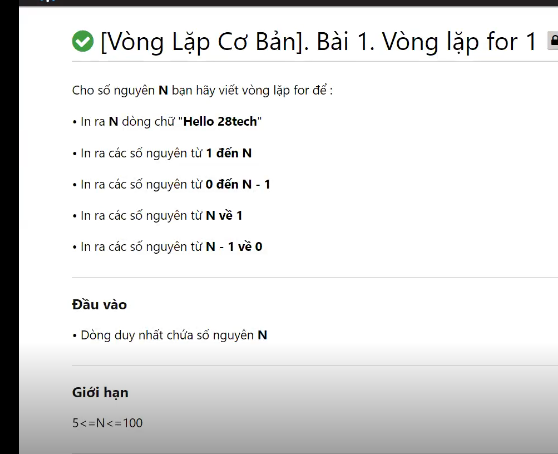 [Vòng Lặp Cơ Bản]. Bài 1. Vòng lặp for 1
Cho số nguyên N bạn hãy viết vòng lặp for để :
• In ra N dòng chữ "Hello 28tech"
• In ra các số nguyên từ 1 đến N
• In ra các số nguyên từ 0 đến N - 1
• In ra các số nguyên từ N về 1
• In ra các số nguyên từ N - 1 về 0
Đầu vào
• Dòng duy nhất chứa số nguyên N
Giới hạn
5<=N<=100